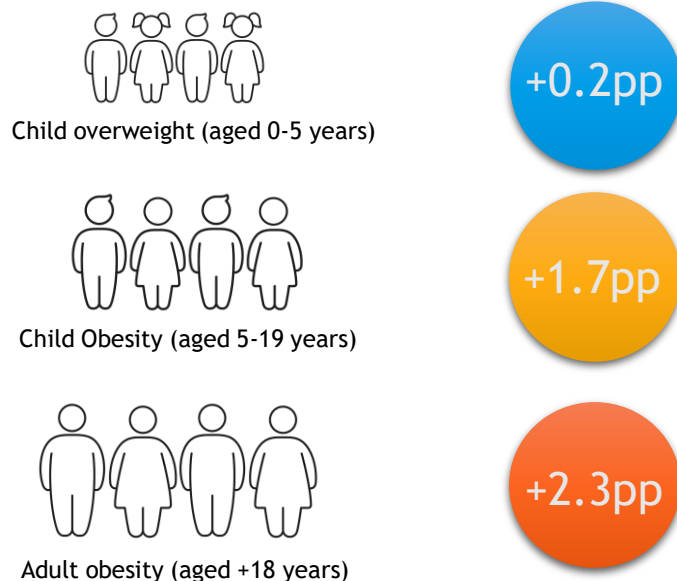 +0.2pp
Child overweight (aged 0-5 years)
+1.7pp
Child Obesity (aged 5-19 years)
+2.3pp
Adult obesity (aged +18 years)